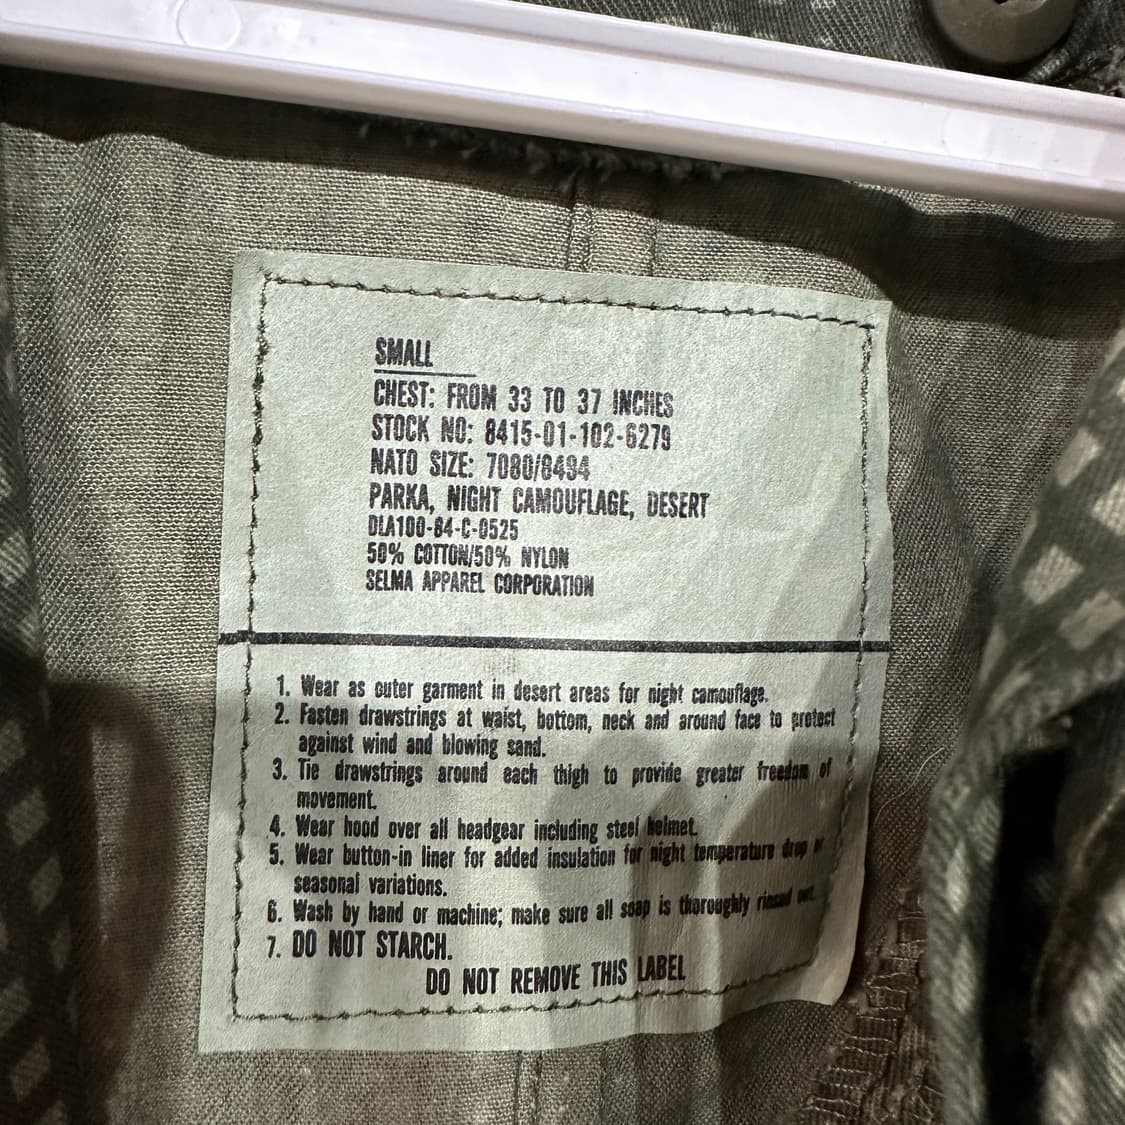 SMALL
CHEST: FROM 33 TO 37 INCHES
STOCK NO: 8415-01-102-6279
NATO SIZE: 7080/8494
PARKA, NIGHT CAMOUFLAGE, DESERT
DLA100-84-C-0525
50% COTTON/50% NYLON
SELMA APPAREL CORPORATION
1. Wear as outer garment in desert areas for night camouflage.
2. Fasten drawstrings at waist, bottom, neck and around face to protect
against wind and blowing sand.
3. Tie drawstrings around each thigh to provide greater freedom of
movement.
4. Wear hood over all headgear including steel helmet.
5. Wear button-in liner for added insulation for night temperature drop or
seasonal variations.
6. Wash by hand or machine; make sure all soap is thoroughly rinsed out.
7. DO NOT STARCH.
DO NOT REMOVE THIS LABEL